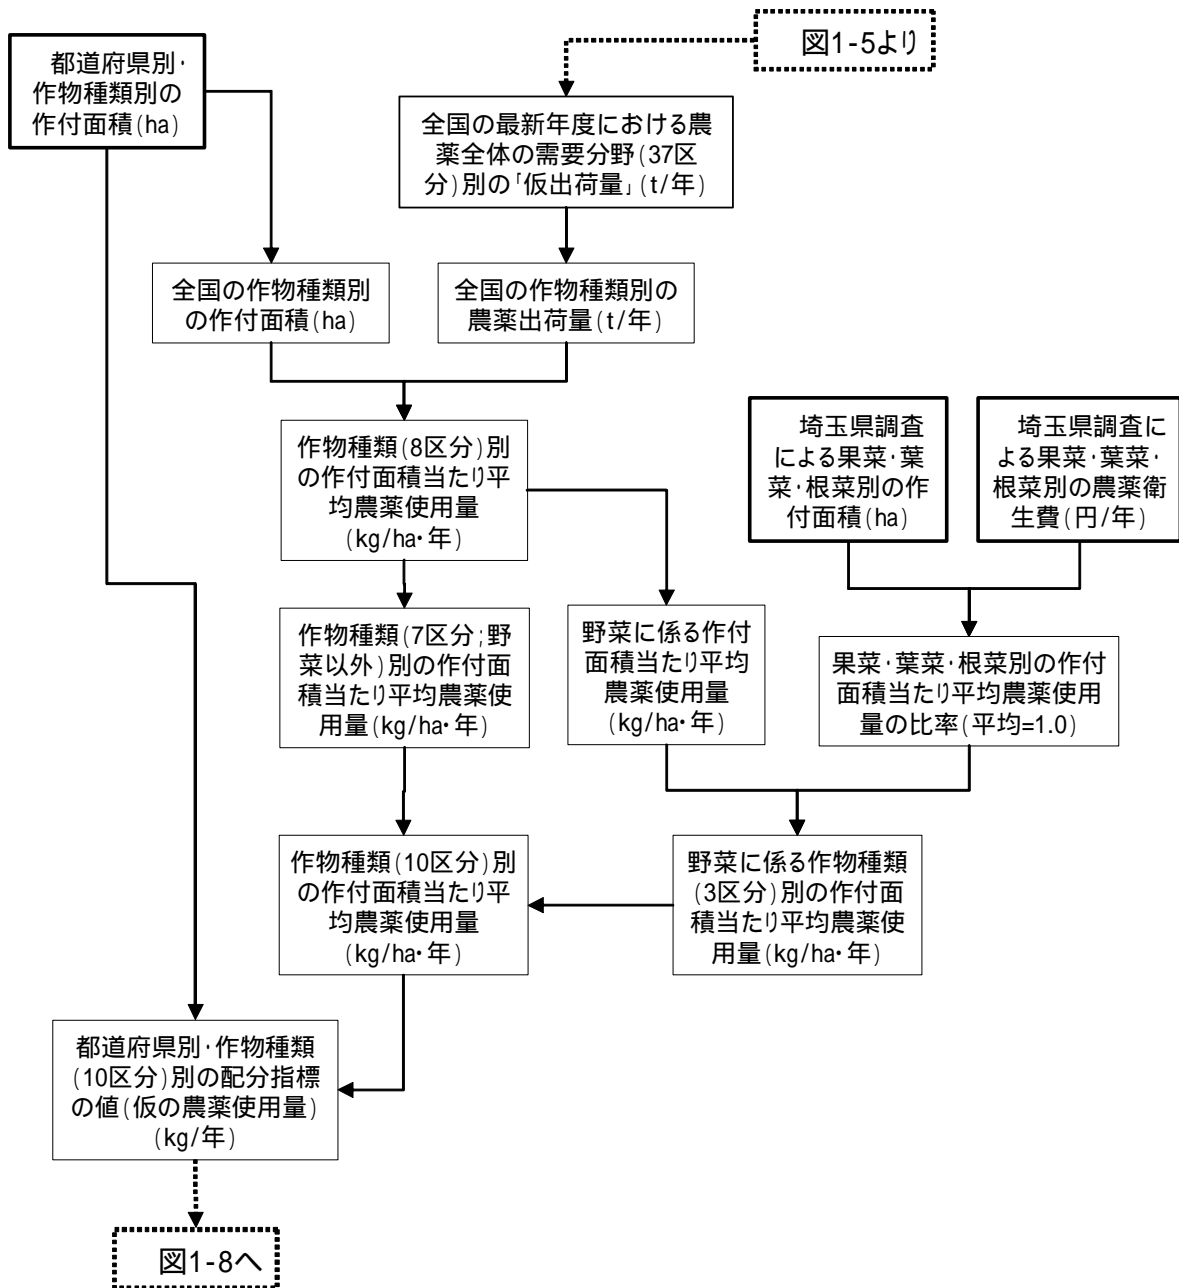 図1-5より
都道府県別・
作物種類別の
作付面積(ha)
全国の最新年度における農
薬全体の需要分野(37区
分)別の「仮出荷量」(t/年)
全国の作物種類別
の作付面積(ha)
全国の作物種類別の
農薬出荷量(t/年)
作物種類(8区分)別
の作付面積当たり平
均農薬使用量
(kg/ha・年)
埼玉県調査
による果菜・葉
菜・根菜別の作
付面積(ha)
埼玉県調査に
よる果菜・葉菜・
根菜別の農薬衛
生費(円/年)
作物種類(7区分;野
菜以外)別の作付面
積当たり平均農薬使
用量(kg/ha・年)
野菜に係る作付
面積当たり平均
農薬使用量
(kg/ha・年)
果菜・葉菜・根菜別の作付
面積当たり平均農薬使用
量の比率(平均=1.0)
作物種類(10区分)別
の作付面積当たり平
均農薬使用量
(kg/ha・年)
野菜に係る作物種類
(3区分)別の作付面
積当たり平均農薬使
用量(kg/ha・年)
都道府県別・作物種類
(10区分)別の配分指標
の値(仮の農薬使用量)
(kg/年)
図1-8へ